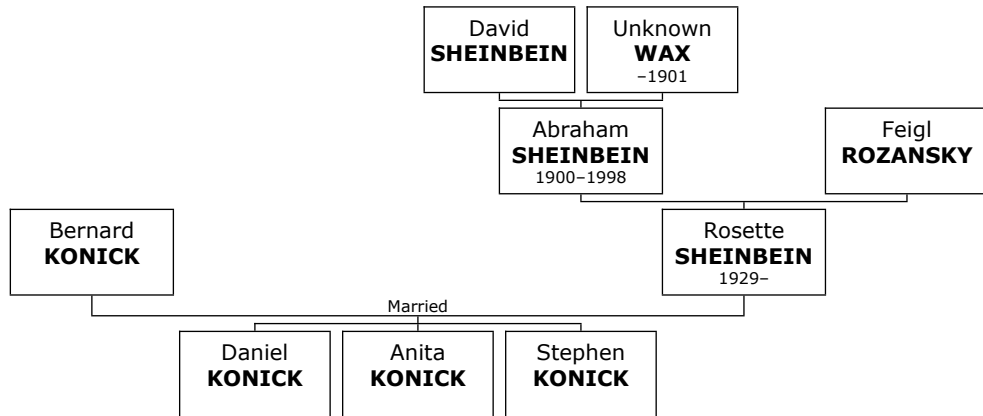 David
SHEINBEIN
Unknown
WAX
–1901
Abraham
SHEINBEIN
1900–1998
Feigl
ROZANSKY
Bernard
KONICK
Rosette
SHEINBEIN
1929–
Married
Daniel
KONICK
Anita
KONICK
Stephen
KONICK